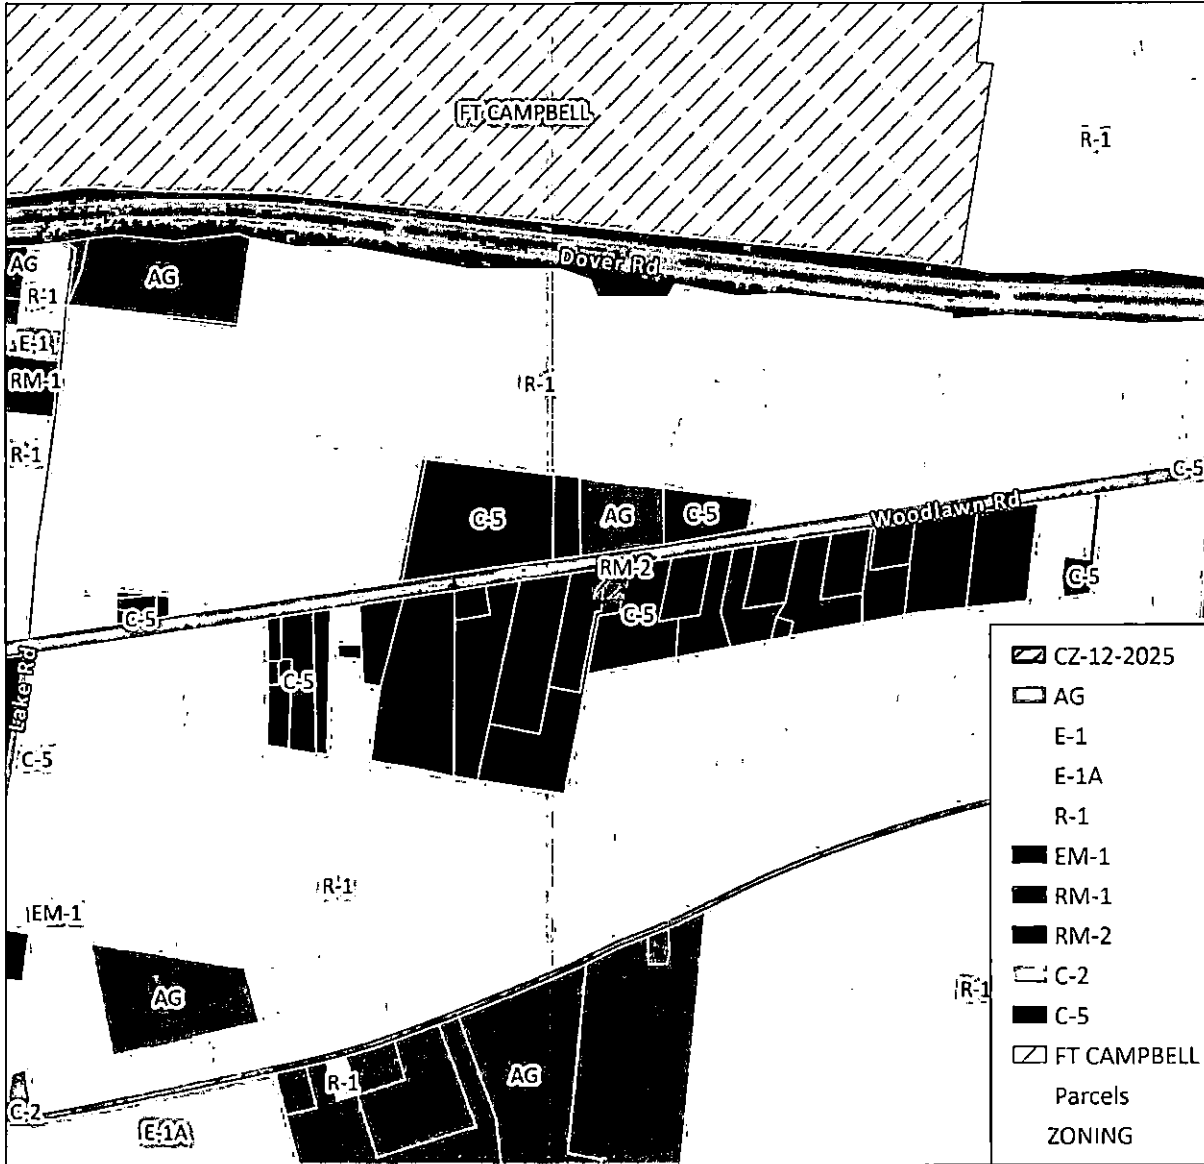 FT CAMPBELL
R-1
Dover Rd
AG
AG
R-1
E-1
RM-1
R-1
R-1
C-5
C-5
AG
C-5
Woodlawn Rd
RM-2
C-5
C-5
C-5
C-5
Lake Rd
C-5
R-1
EM-1
AG
R-1
AG
R-1
C-2
E-1A
CZ-12-2025
AG
E-1
E-1A
R-1
EM-1
RM-1
RM-2
C-2
C-5
FT CAMPBELL
Parcels
ZONING